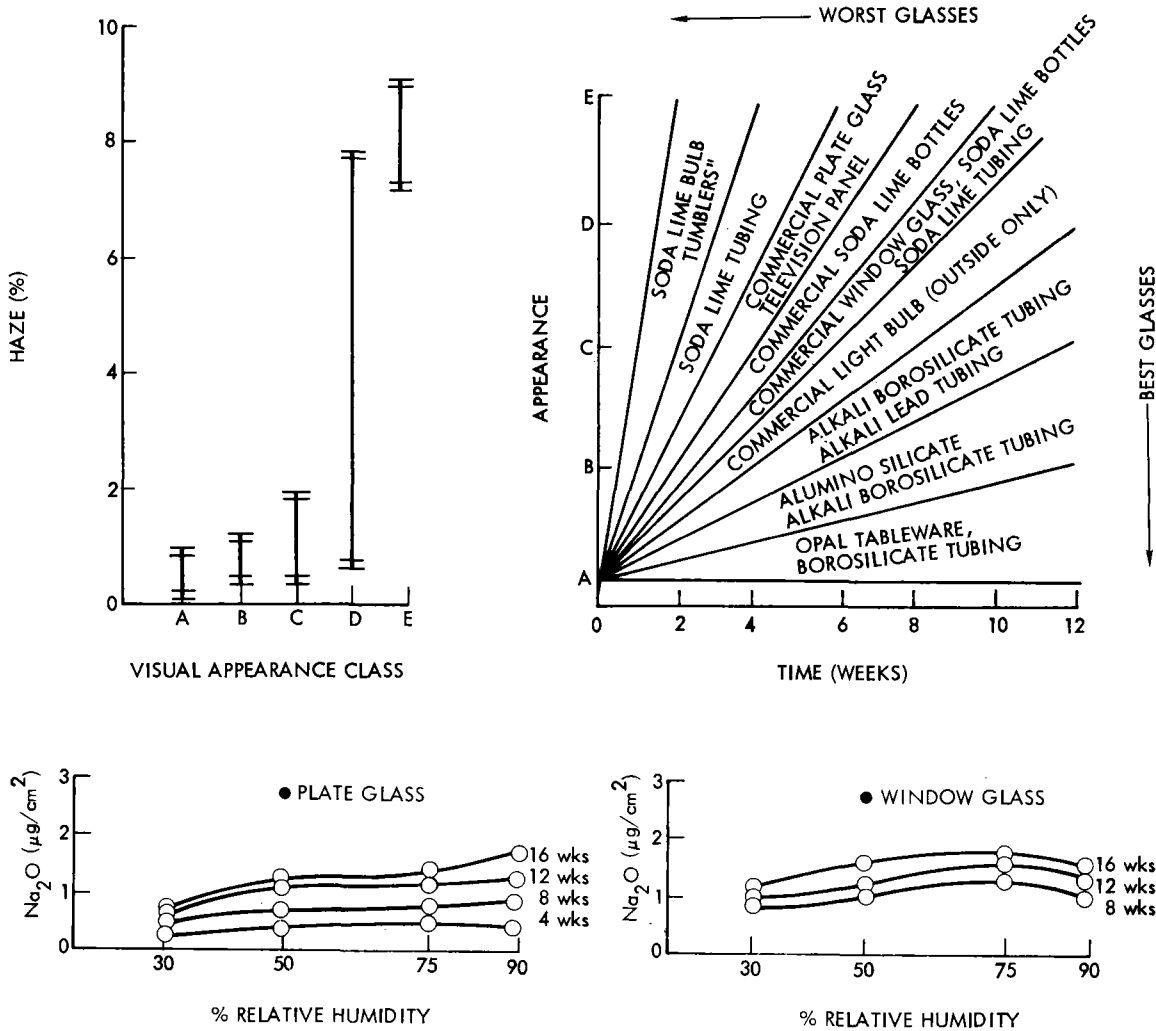 10
8
6
4
2
0
HAZE (%)
A B C D E
VISUAL APPEARANCE CLASS
WORST GLASSES
E
D
C
B
A
APPEARANCE
SODA LIME BULB
TUMBLERS"
SODA LIME TUBING
COMMERCIAL PLATE GLASS
TELEVISION PANEL
COMMERCIAL SODA LIME BOTTLES
COMMERCIAL WINDOW GLASS, SODA LIME BOTTLES
SODA LIME TUBING
COMMERCIAL LIGHT BULB (OUTSIDE ONLY)
ALKALI BOROSILICATE TUBING
ALKALI LEAD TUBING
ALUMINO SILICATE
ALKALI BOROSILICATE TUBING
OPAL TABLEWARE,
BOROSILICATE TUBING
0 2 4 6 8 10 12
TIME (WEEKS)
BEST GLASSES
3
2
1
0
Na2O (μg/cm2)
● PLATE GLASS
16 wks
12 wks
8 wks
4 wks
30 50 75 90
% RELATIVE HUMIDITY
3
2
1
0
Na2O (μg/cm2)
● WINDOW GLASS
16 wks
12 wks
8 wks
30 50 75 90
% RELATIVE HUMIDITY